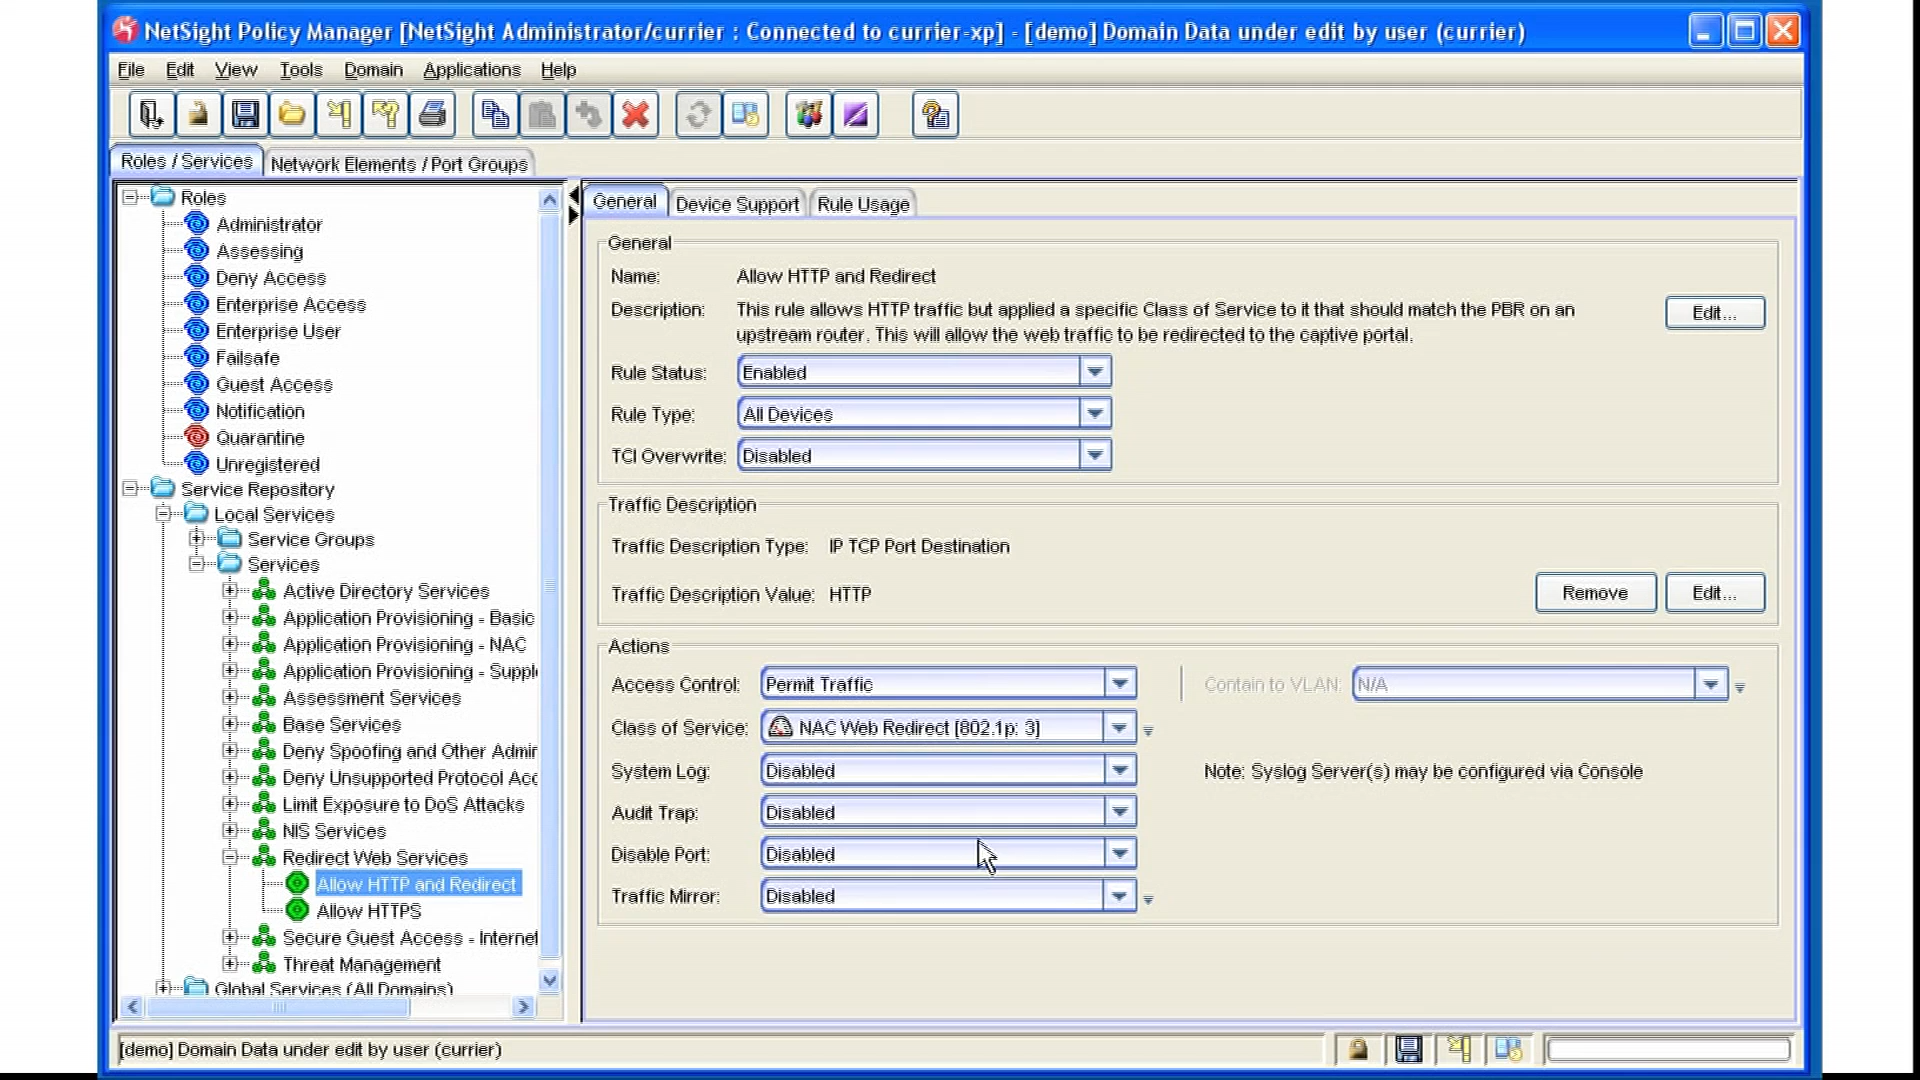 NetSight Policy Manager [NetSight Administrator/currier : Connected to currier-xp] - [demo] Domain Data under edit by user (currier)
File Edit View Tools Domain Applications Help
Roles / Services Network Elements / Port Groups
Roles
Administrator
Assessing
Deny Access
Enterprise Access
Enterprise User
Failsafe
Guest Access
Notification
Quarantine
Unregistered
Service Repository
Local Services
Service Groups
Services
Active Directory Services
Application Provisioning - Basic
Application Provisioning - NAC
Application Provisioning - Supple
Assessment Services
Base Services
Deny Spoofing and Other Admin
Deny Unsupported Protocol Acc
Limit Exposure to DoS Attacks
NIS Services
Redirect Web Services
Allow HTTP and Redirect
Allow HTTPS
Secure Guest Access - Internet
Threat Management
Global Services (All Domains)
General Device Support Rule Usage
General
Name: Allow HTTP and Redirect
Description: This rule allows HTTP traffic but applied a specific Class of Service to it that should match the PBR on an
upstream router. This will allow the web traffic to be redirected to the captive portal.
Edit...
Rule Status: Enabled
Rule Type: All Devices
TCI Overwrite: Disabled
Traffic Description
Traffic Description Type: IP TCP Port Destination
Traffic Description Value: HTTP
Remove Edit...
Actions
Access Control: Permit Traffic Contain to VLAN: N/A
Class of Service: NAC Web Redirect [802.1p: 3]
System Log: Disabled Note: Syslog Server(s) may be configured via Console
Audit Trap: Disabled
Disable Port: Disabled
Traffic Mirror: Disabled
[demo] Domain Data under edit by user (currier)